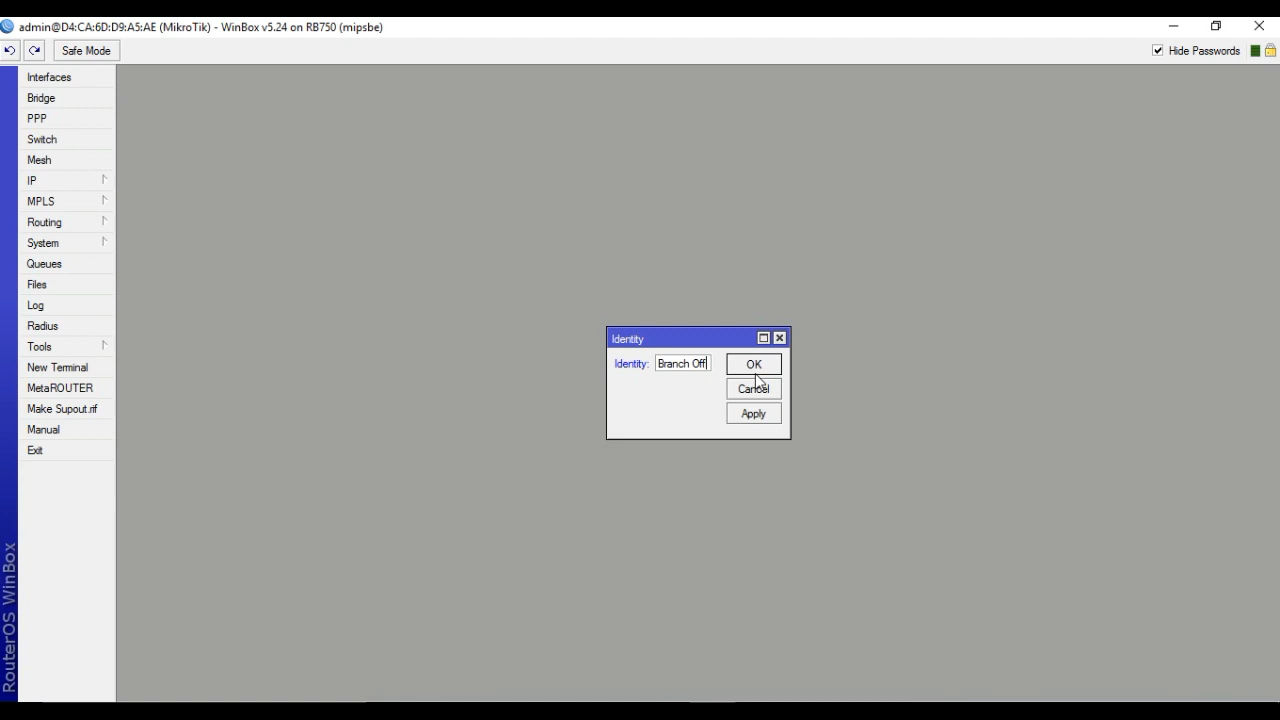 admin@D4:CA:6D:D9:A5:AE (MikroTik) - WinBox v5.24 on RB750 (mipsbe)
Safe Mode
Hide Passwords
Interfaces
Bridge
PPP
Switch
Mesh
IP
MPLS
Routing
System
Queues
Files
Log
Radius
Tools
New Terminal
MetaROUTER
Make Supout.rif
Manual
Exit
RouterOS WinBox
Identity
Identity: Branch Off
OK
Cancel
Apply